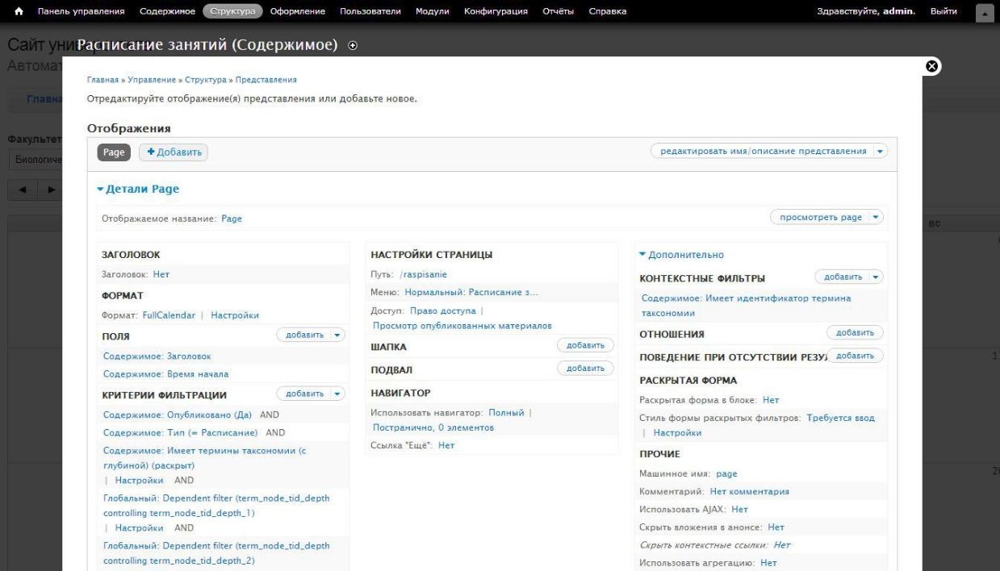 Панель управления Содержимое Структура Оформление Пользователи Модули Конфигурация Отчёты Справка Здравствуйте, admin. Выйти
Расписание занятий (Содержимое)
Сайт
Автомат
Главная » Управление » Структура » Представления
Отредактируйте отображение(я) представления или добавьте новое.
Главна
Отображения
Факультет
Page Добавить редактировать имя/описание представления
Биологиче
Детали Page
Отображаемое название: Page просмотреть page
вс
ЗАГОЛОВОК
Заголовок: Нет
ФОРМАТ
Формат: FullCalendar | Настройки
ПОЛЯ добавить
Содержимое: Заголовок
Содержимое: Время начала
КРИТЕРИИ ФИЛЬТРАЦИИ добавить
Содержимое: Опубликовано (Да) AND
Содержимое: Тип (= Расписание) AND
Содержимое: Имеет термины таксономии (с
глубиной) (раскрыт)
| Настройки AND
Глобальный: Dependent filter (term_node_tid_depth
controlling term_node_tid_depth_1)
| Настройки AND
Глобальный: Dependent filter (term_node_tid_depth
controlling term_node_tid_depth_2)
НАСТРОЙКИ СТРАНИЦЫ
Путь: /raspisanie
Меню: Нормальный: Расписание з...
Доступ: Право доступа |
Просмотр опубликованных материалов
ШАПКА добавить
ПОДВАЛ добавить
НАВИГАТОР
Использовать навигатор: Полный |
Постранично, 0 элементов
Ссылка "Ещё": Нет
Дополнительно
КОНТЕКСТНЫЕ ФИЛЬТРЫ добавить
Содержимое: Имеет идентификатор термина
таксономии
ОТНОШЕНИЯ добавить
ПОВЕДЕНИЕ ПРИ ОТСУТСТВИИ РЕЗУ добавить
РАСКРЫТАЯ ФОРМА
Раскрытая форма в блоке: Нет
Стиль формы раскрытых фильтров: Требуется ввод
| Настройки
ПРОЧИЕ
Машинное имя: page
Комментарий: Нет комментария
Использовать AJAX: Нет
Скрыть вложения в анонсе: Нет
Скрыть контекстные ссылки: Нет
Использовать агрегацию: Нет